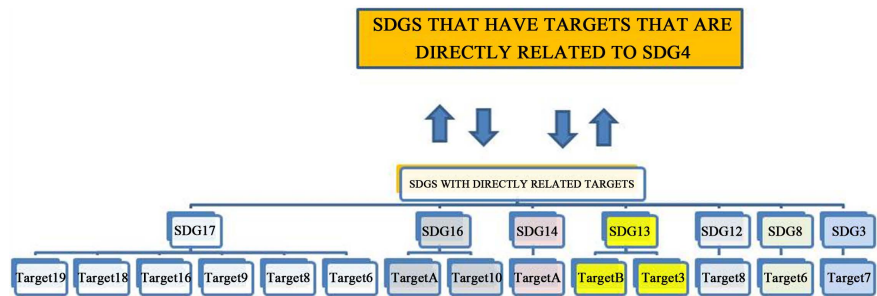 SDGS THAT HAVE TARGETS THAT ARE
DIRECTLY RELATED TO SDG4
SDGS WITH DIRECTLY RELATED TARGETS
SDG17 SDG16 SDG14 SDG13 SDG12 SDG8 SDG3
Target19 Target18 Target16 Target9 Target8 Target6 TargetA Target10 TargetA TargetB Target3 Target8 Target6 Target7